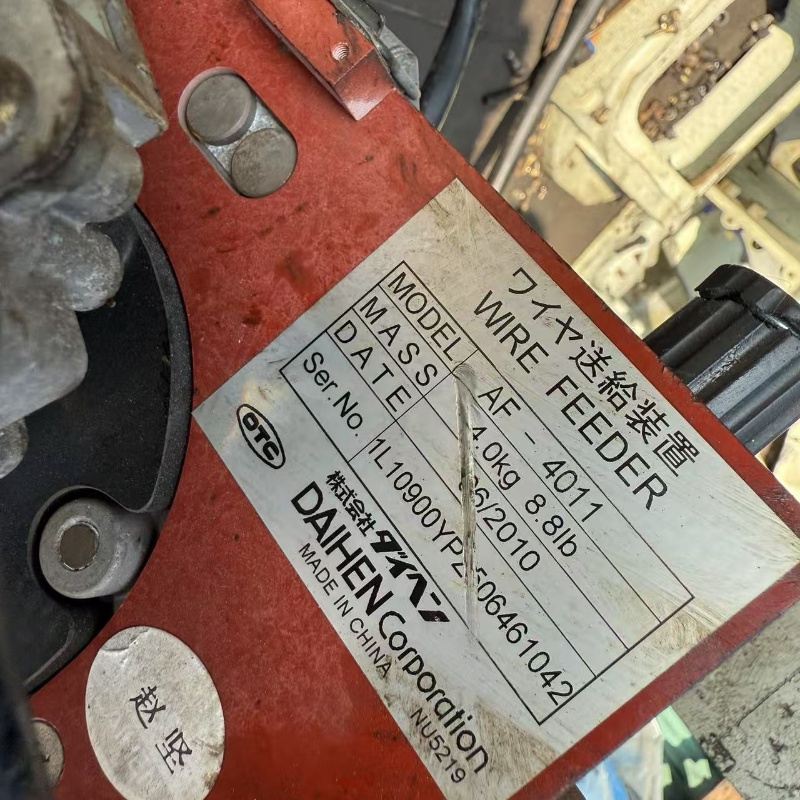 ワイヤ送給装置
WIRE FEEDER
MODEL AF - 4011
MASS 4.0kg 8.8lb
DATE 06/2010
Ser.No. 1L10900YP2506461042
OTC
株式会社ダイヘン
DAIHEN Corporation
MADE IN CHINA NU5219
赵坚